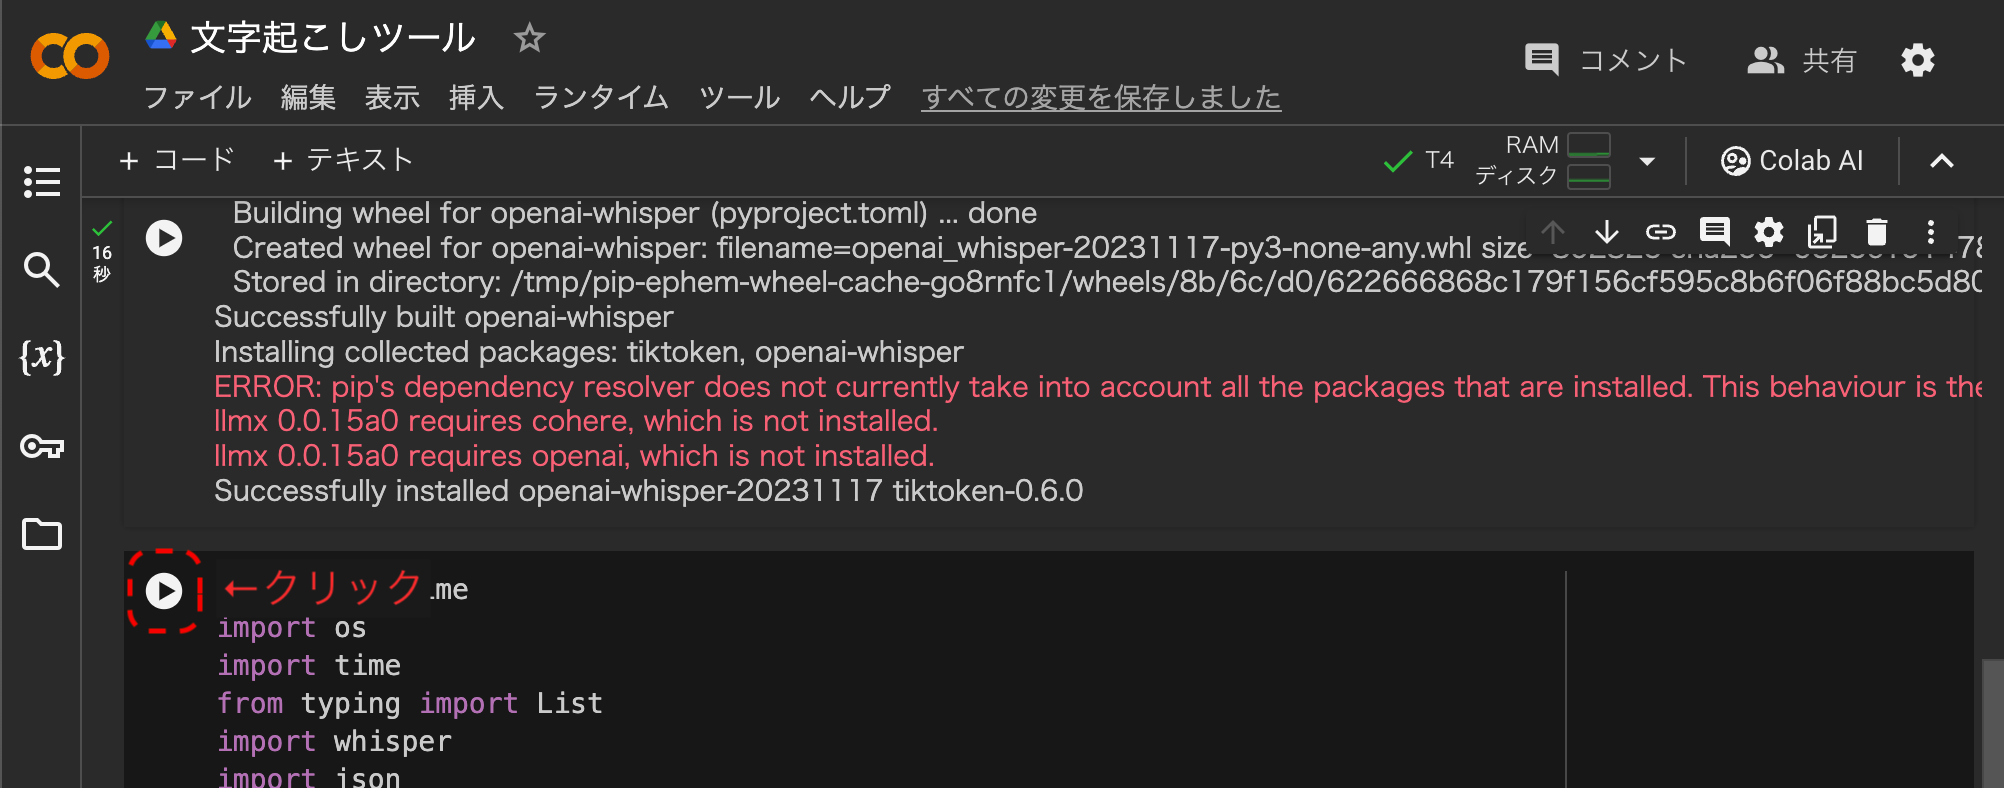 文字起こしツール
コメント
共有
ファイル 編集 表示 挿入 ランタイム ツール ヘルプ すべての変更を保存しました
+ コード + テキスト
T4
RAM
ディスク
Colab AI
16
秒
Building wheel for openai-whisper (pyproject.toml) ... done
Created wheel for openai-whisper: filename=openai_whisper-20231117-py3-none-any.whl size
Stored in directory: /tmp/pip-ephem-wheel-cache-go8rnfc1/wheels/8b/6c/d0/622666868c179f156cf595c8b6f06f88bc5d80
Successfully built openai-whisper
Installing collected packages: tiktoken, openai-whisper
ERROR: pip's dependency resolver does not currently take into account all the packages that are installed. This behaviour is the
llmx 0.0.15a0 requires cohere, which is not installed.
llmx 0.0.15a0 requires openai, which is not installed.
Successfully installed openai-whisper-20231117 tiktoken-0.6.0
←クリック .me
import os
import time
from typing import List
import whisper
import json
{x}